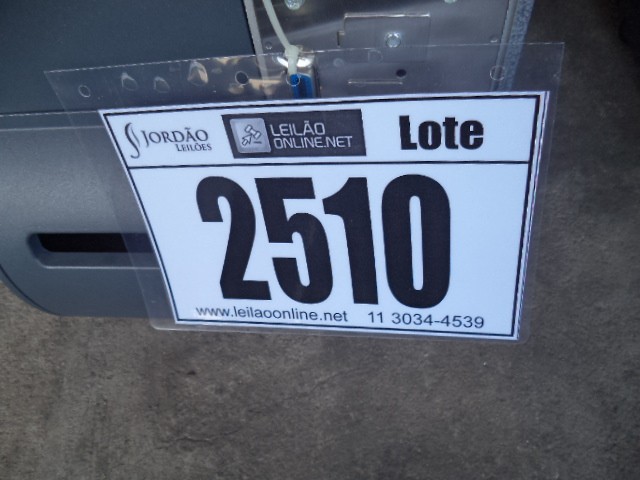 JORDÃO
LEILÕES
LEILÃO
ONLINE.NET
Lote
2510
www.leilaoonline.net 11 3034-4539